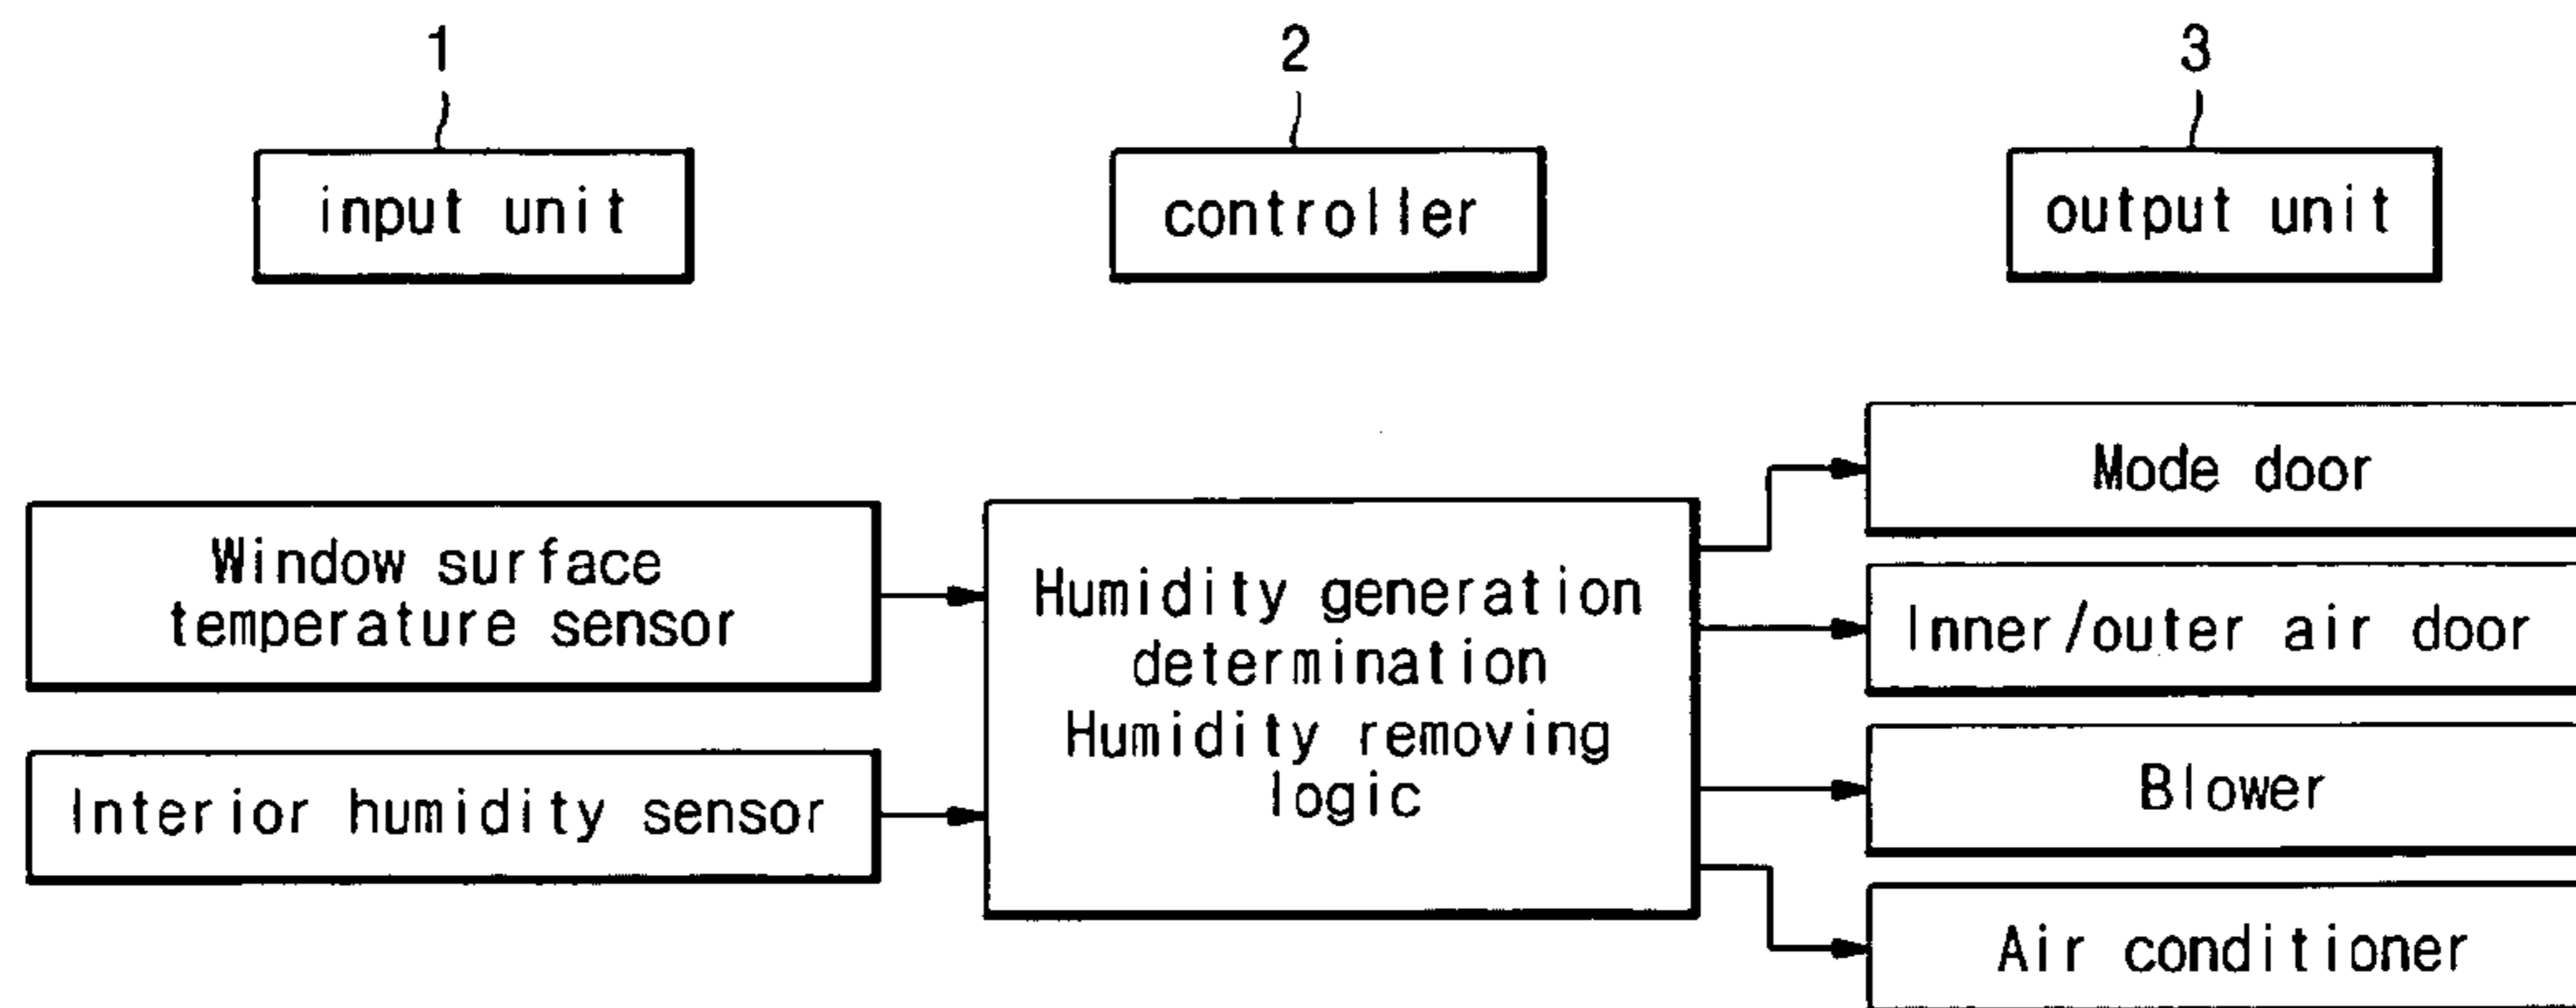 1
2
3
input unit
controller
output unit
Window surface
temperature sensor
Interior humidity sensor
Humidity generation
determination
Humidity removing
logic
Mode door
Inner/outer air door
Blower
Air conditioner